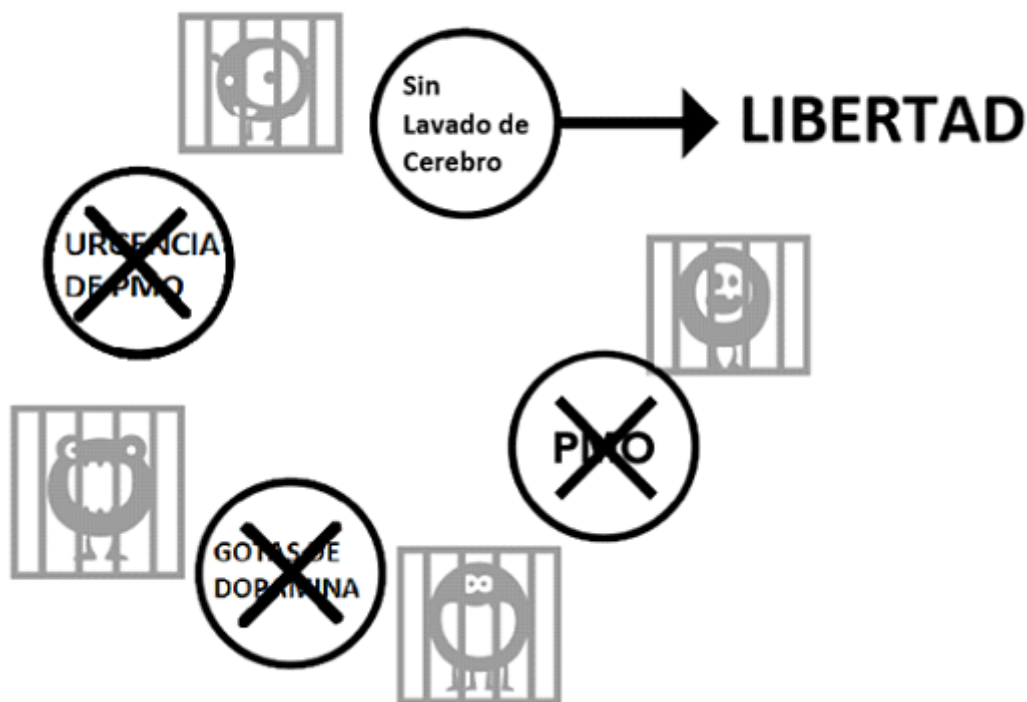 Sin
Lavado de
Cerebro
LIBERTAD
URGENCIA
DE PMO
PMO
GOTAS DE
DOPAMINA